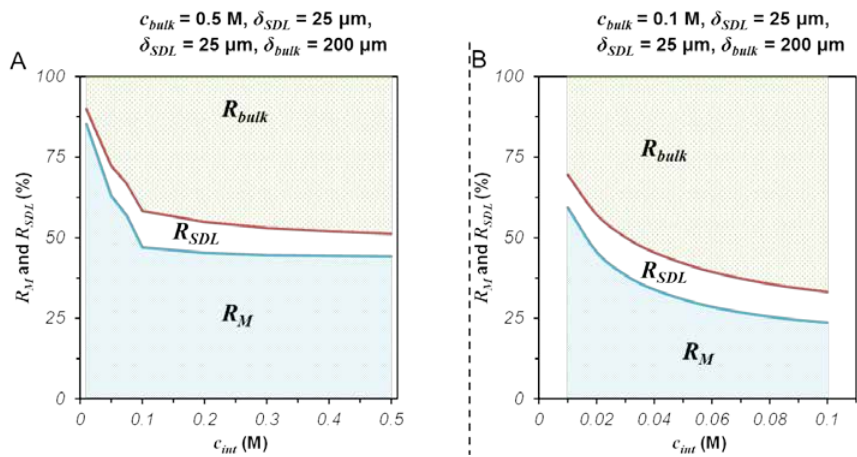 c_bulk = 0.5 M, δ_SDL = 25 µm,
δ_SDL = 25 µm, δ_bulk = 200 µm
A
100
75
50
25
0
R_M and R_SDL (%)
R_bulk
R_SDL
R_M
0 0.1 0.2 0.3 0.4 0.5
c_int (M)
c_bulk = 0.1 M, δ_SDL = 25 µm,
δ_SDL = 25 µm, δ_bulk = 200 µm
B
100
75
50
25
0
R_M and R_SDL (%)
R_bulk
R_SDL
R_M
0 0.02 0.04 0.06 0.08 0.1
c_int (M)